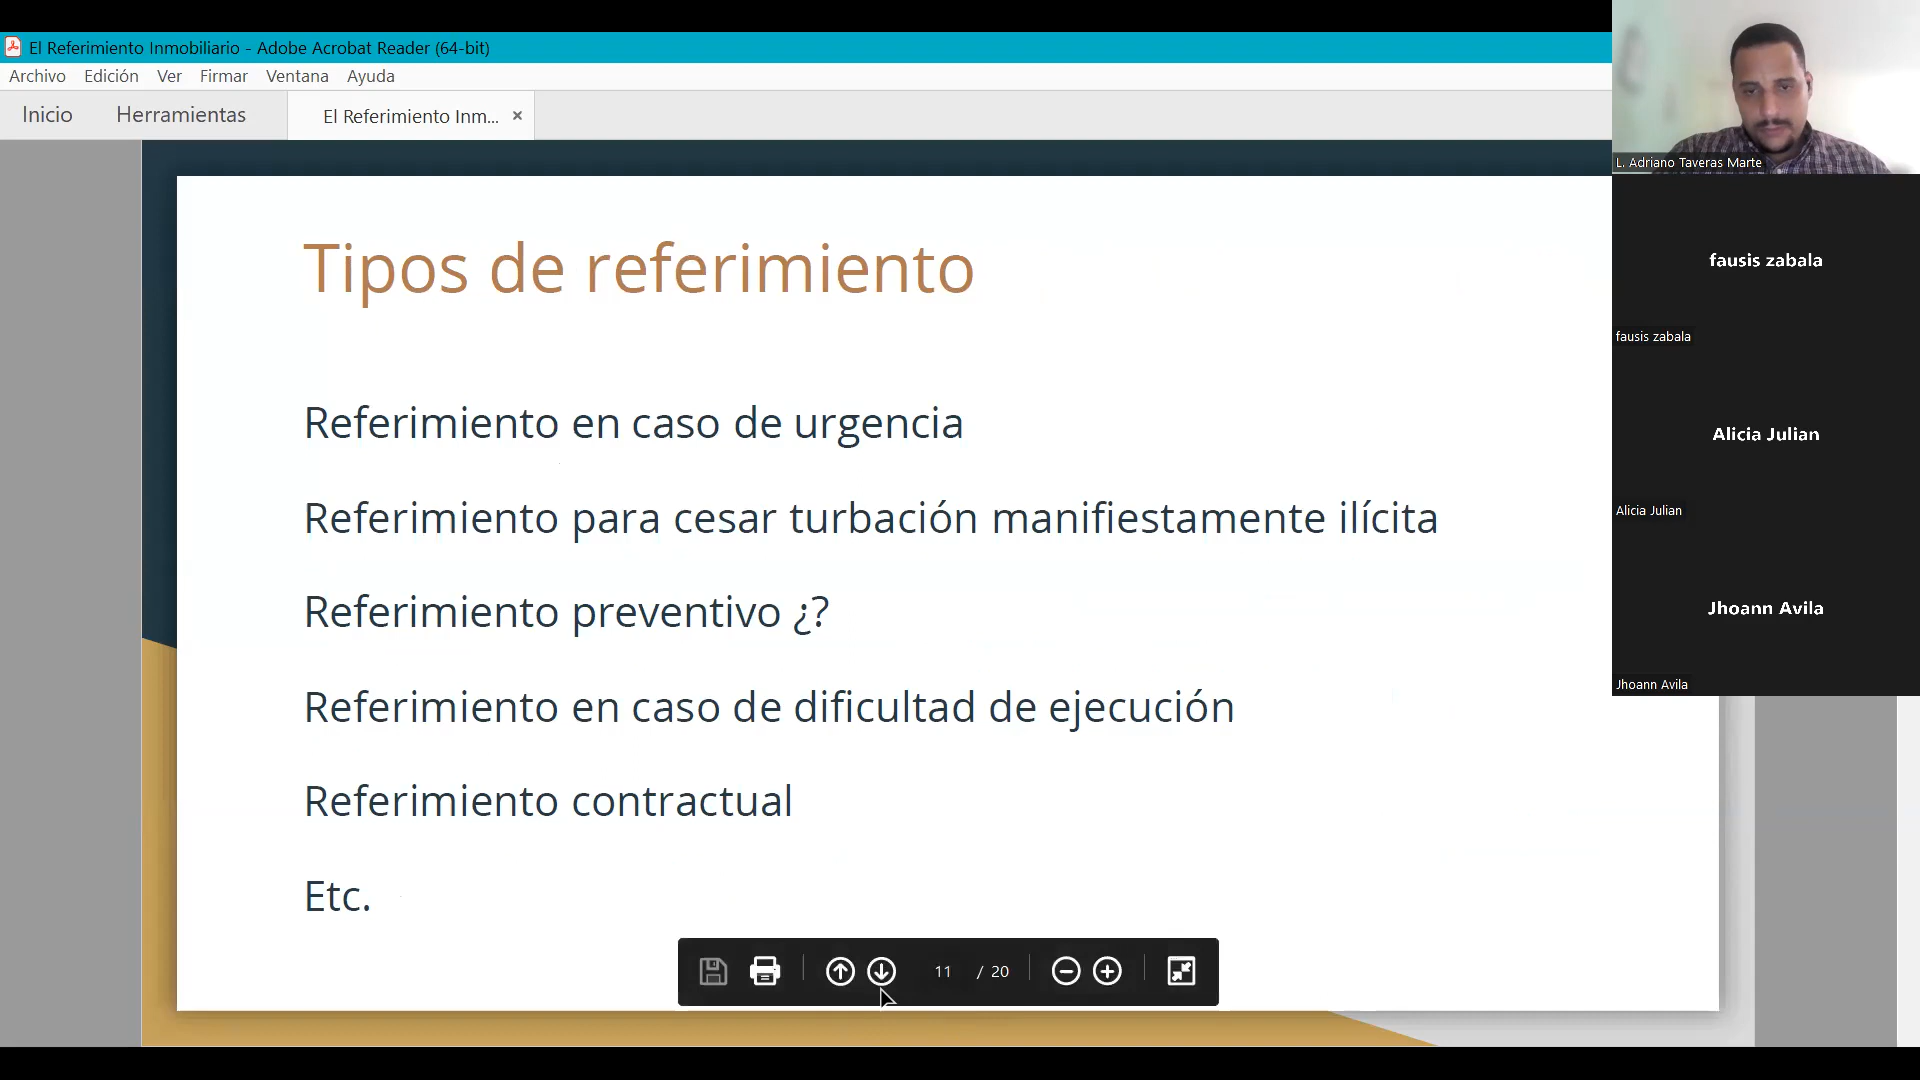 El Referimiento Inmobiliario - Adobe Acrobat Reader (64-bit)
Archivo Edición Ver Firmar Ventana Ayuda
Inicio Herramientas El Referimiento Inm... ×
Tipos de referimiento
Referimiento en caso de urgencia
Referimiento para cesar turbación manifiestamente ilícita
Referimiento preventivo ¿?
Referimiento en caso de dificultad de ejecución
Referimiento contractual
Etc.
11 / 20
L. Adriano Taveras Marte
fausis zabala
fausis zabala
Alicia Julian
Alicia Julian
Jhoann Avila
Jhoann Avila